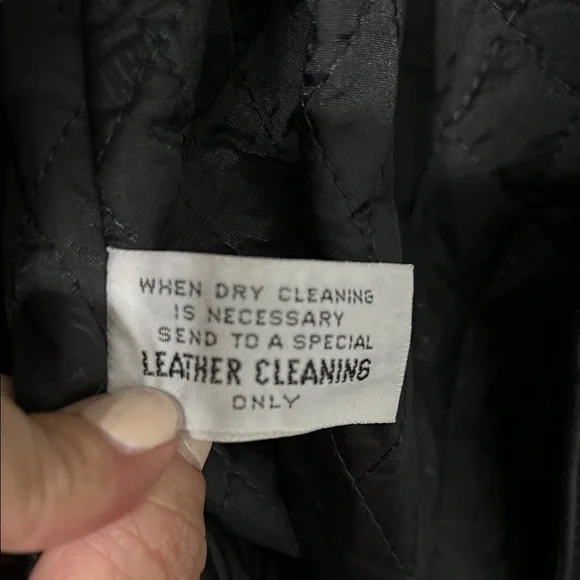 WHEN DRY CLEANING
IS NECESSARY
SEND TO A SPECIAL
LEATHER CLEANING
ONLY